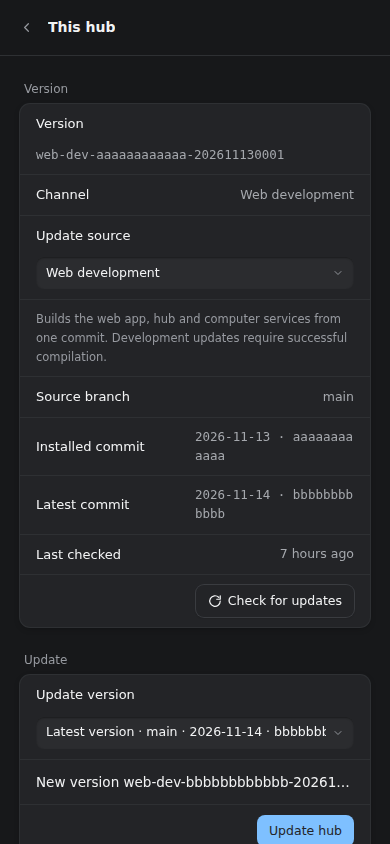 This hub
Version
Version
web-dev-aaaaaaaaaaaa-202611130001
Channel Web development
Update source
Web development
Builds the web app, hub and computer services from
one commit. Development updates require successful
compilation.
Source branch main
Installed commit 2026-11-13 · aaaaaaaa
aaaa
Latest commit 2026-11-14 · bbbbbbbb
bbbb
Last checked 7 hours ago
Check for updates
Update
Update version
Latest version · main · 2026-11-14 · bbbbbbb
New version web-dev-bbbbbbbbbbbb-20261...
Update hub